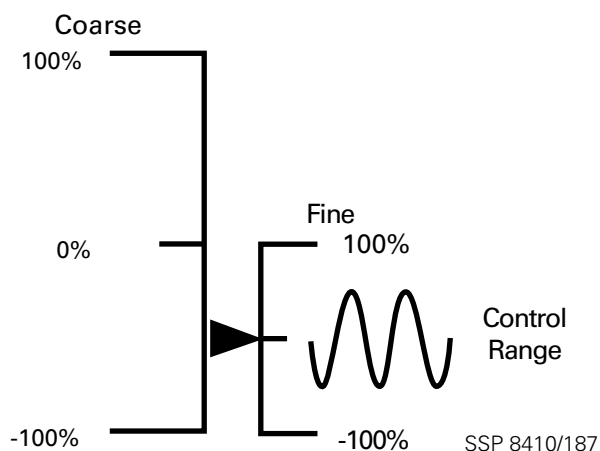 Coarse
100%
0%
-100%
Fine
100%
-100%
Control
Range
SSP 8410/187